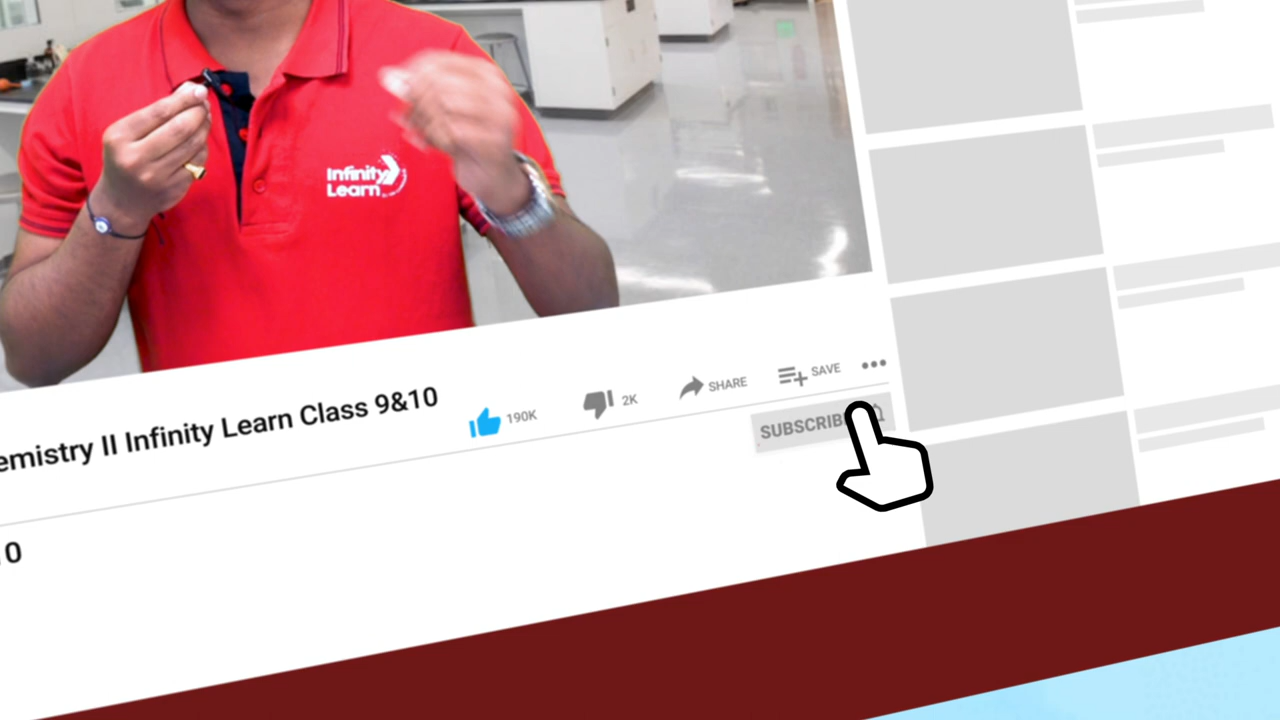 Infinity
Learn
emistry II Infinity Learn Class 9&10
190K
2K
SHARE
SAVE
0